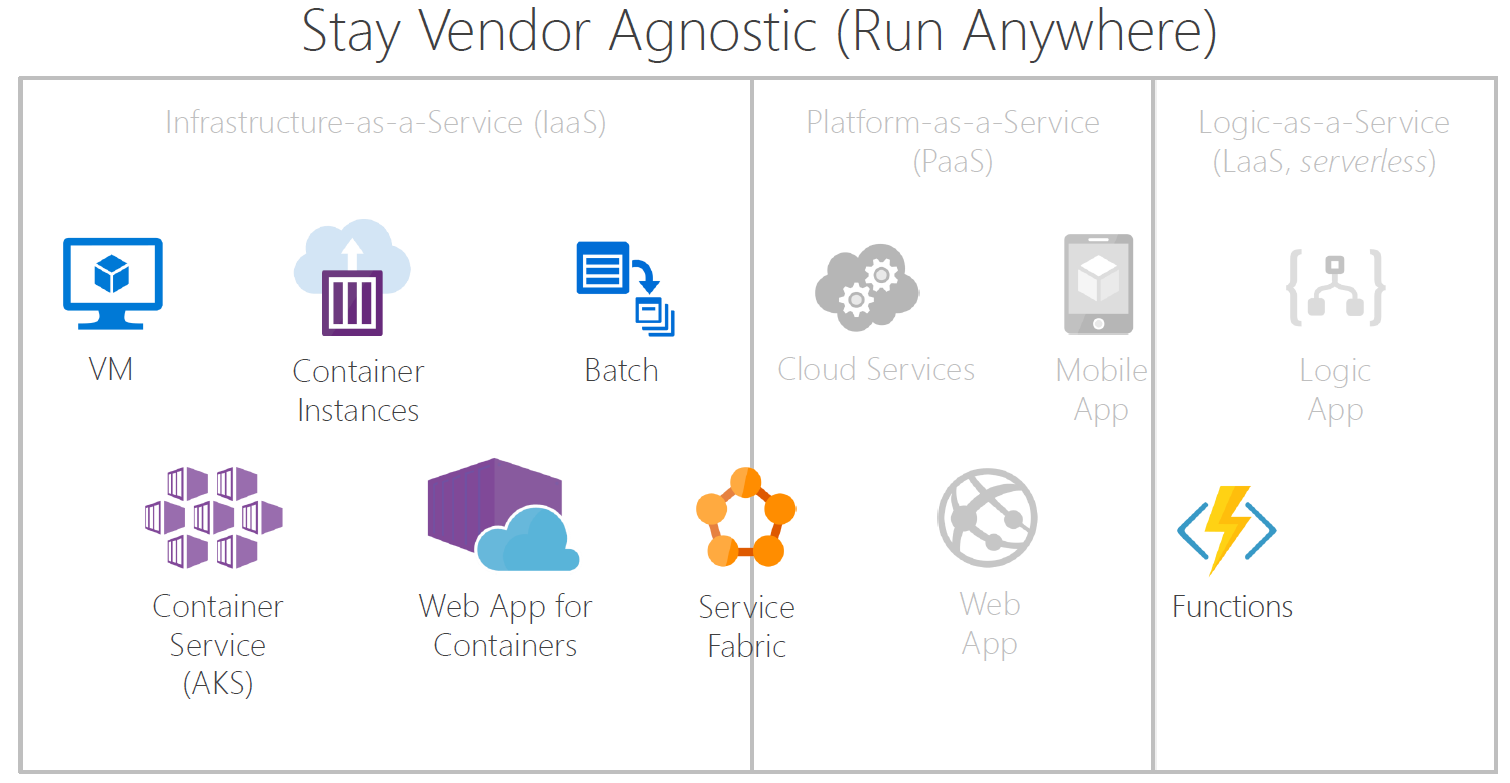 Stay Vendor Agnostic (Run Anywhere)
Infrastructure-as-a-Service (IaaS)
Platform-as-a-Service
(PaaS)
Logic-as-a-Service
(LaaS, serverless)
VM
Container
Instances
Batch
Cloud Services
Mobile
App
Logic
App
Container
Service
(AKS)
Web App for
Containers
Service
Fabric
Web
App
Functions